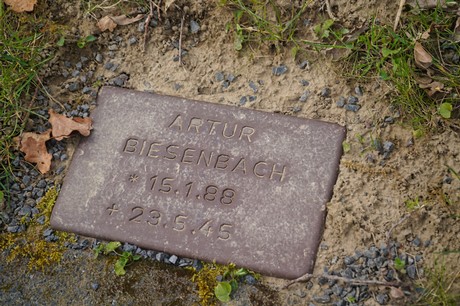 ARTUR
BIESENBACH
* 15.1.88
+ 23.5.45